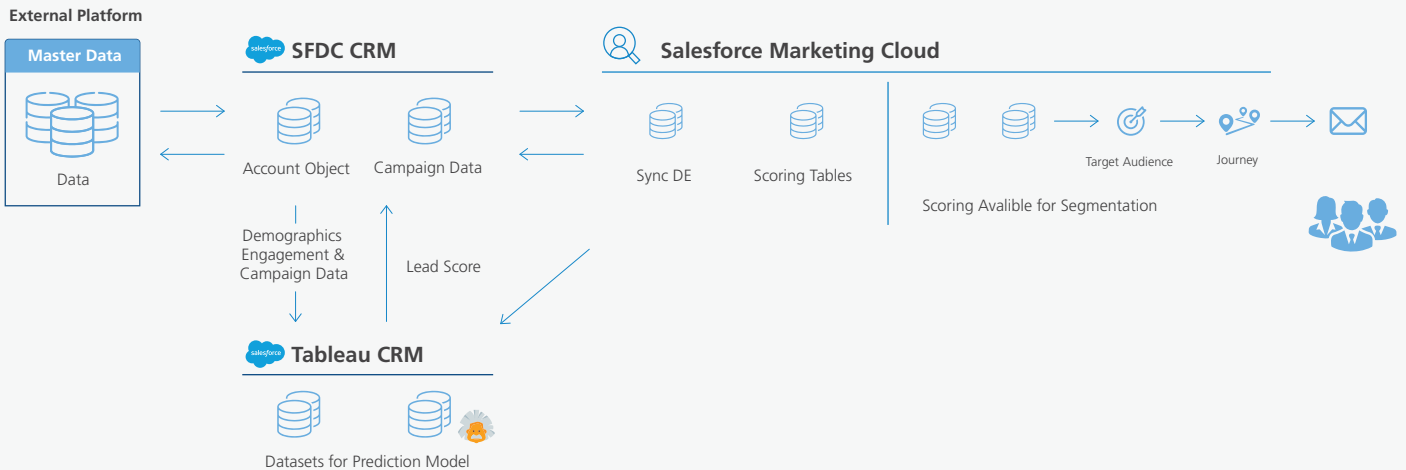 External Platform
Master Data
Data
salesforce SFDC CRM
Account Object
Campaign Data
Demographics
Engagement &
Campaign Data
Lead Score
salesforce Tableau CRM
Datasets for Prediction Model
Salesforce Marketing Cloud
Sync DE
Scoring Tables
Target Audience
Journey
Scoring Avalible for Segmentation